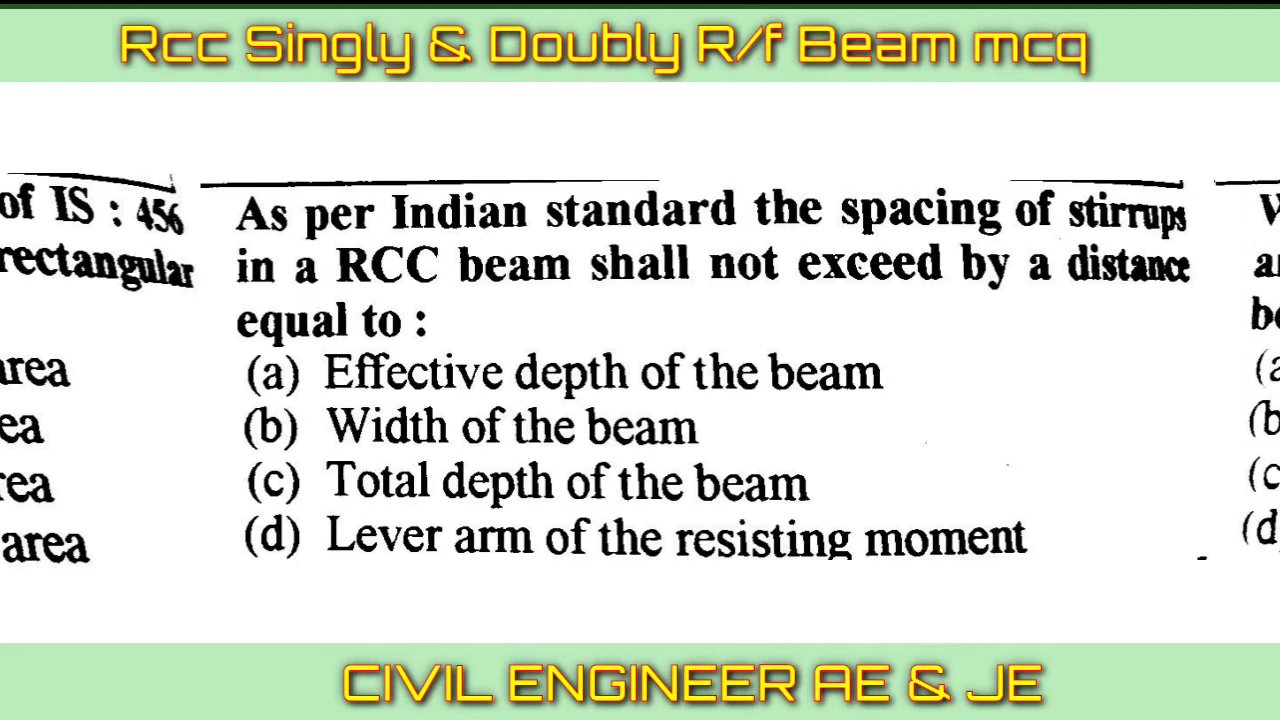 Rcc Singly & Doubly R/f Beam mcq
of IS : 456
rectangular
area
area
As per Indian standard the spacing of stirrups
in a RCC beam shall not exceed by a distance
equal to :
(a) Effective depth of the beam
(b) Width of the beam
(c) Total depth of the beam
(d) Lever arm of the resisting moment
(b
(c
(d
CIVIL ENGINEER AE & JE